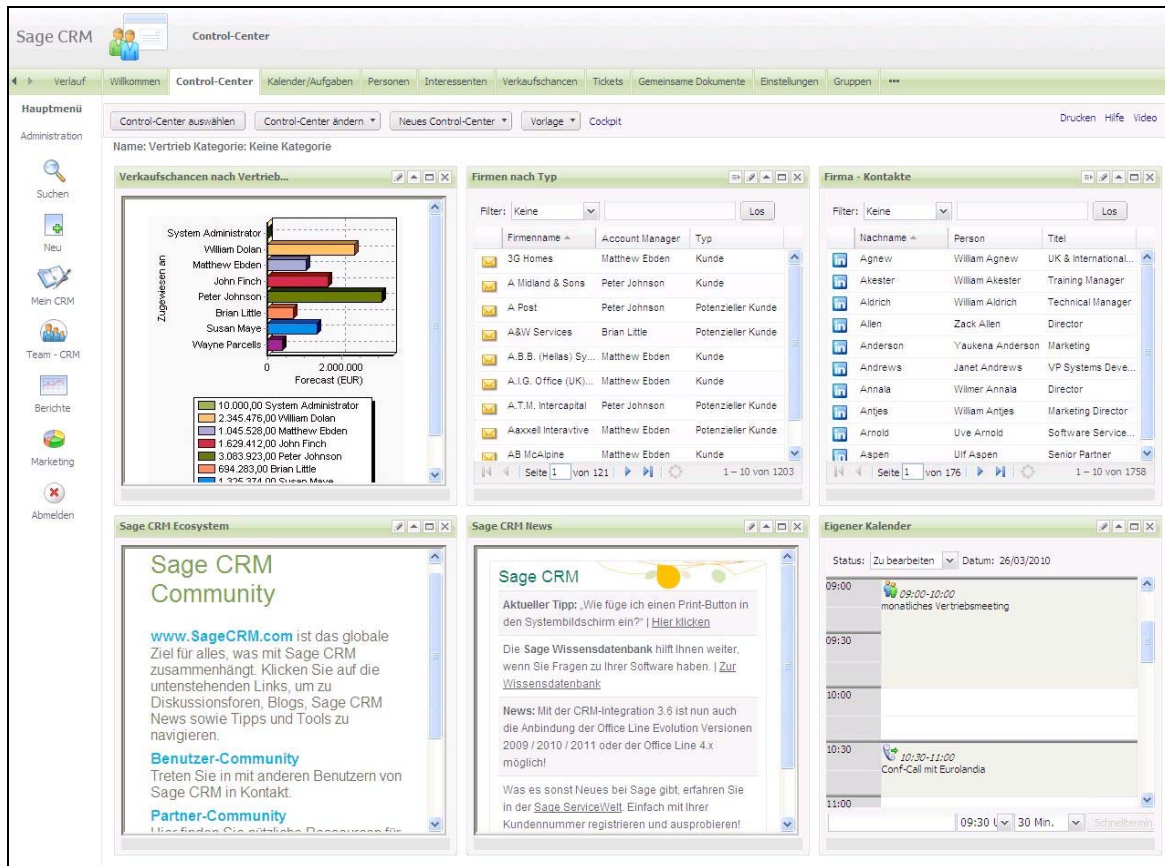 Sage CRM
Control-Center
Verlauf Willkommen Control-Center Kalender/Aufgaben Personen Interessenten Verkaufschancen Tickets Gemeinsame Dokumente Einstellungen Gruppen •••
Hauptmenü
Administration
Suchen
Neu
Mein CRM
Team - CRM
Berichte
Marketing
Abmelden
Control-Center auswählen Control-Center ändern Neues Control-Center Vorlage Cockpit Drucken Hilfe Video
Name: Vertrieb Kategorie: Keine Kategorie
Verkaufschancen nach Vertrieb...
Zugewiesen an
System Administrator
William Dolan
Matthew Ebden
John Finch
Peter Johnson
Brian Little
Susan Maye
Wayne Parcells
0 2.000.000
Forecast (EUR)
10.000,00 System Administrator
2.345.476,00 William Dolan
1.045.528,00 Matthew Ebden
1.629.412,00 John Finch
3.083.923,00 Peter Johnson
694.283,00 Brian Little
1.325.374,00 Susan Maye
Firmen nach Typ
Filter: Keine Los
Firmenname Account Manager Typ
3G Homes Matthew Ebden Kunde
A Midland & Sons Peter Johnson Kunde
A Post Peter Johnson Potenzieller Kunde
A&W Services Brian Little Potenzieller Kunde
A.B.B. (Hellas) Sy... Matthew Ebden Kunde
A.I.G. Office (UK)... Matthew Ebden Kunde
A.T.M. Intercapital Peter Johnson Potenzieller Kunde
Aaxxell Interavtive Matthew Ebden Potenzieller Kunde
AB McAlpine Matthew Ebden Kunde
Seite 1 von 121 1 – 10 von 1203
Firma - Kontakte
Filter: Keine Los
Nachname Person Titel
Agnew William Agnew UK & International...
Akester William Akester Training Manager
Aldrich William Aldrich Technical Manager
Allen Zack Allen Director
Anderson Yaukena Anderson Marketing
Andrews Janet Andrews VP Systems Deve...
Annala Wilmer Annala Director
Antjes William Antjes Marketing Director
Arnold Uve Arnold Software Service...
Aspen Ulf Aspen Senior Partner
Seite 1 von 176 1 – 10 von 1758
Sage CRM Ecosystem
Sage CRM
Community
www.SageCRM.com ist das globale
Ziel für alles, was mit Sage CRM
zusammenhängt. Klicken Sie auf die
untenstehenden Links, um zu
Diskussionsforen, Blogs, Sage CRM
News sowie Tipps und Tools zu
navigieren.
Benutzer-Community
Treten Sie in mit anderen Benutzern von
Sage CRM in Kontakt.
Partner-Community
Hier finden Sie nützliche Ressourcen für
Sage CRM News
Sage CRM
Aktueller Tipp: „Wie füge ich einen Print-Button in
den Systembildschirm ein?“ | Hier klicken
Die Sage Wissensdatenbank hilft Ihnen weiter,
wenn Sie Fragen zu Ihrer Software haben. | Zur
Wissensdatenbank
News: Mit der CRM-Integration 3.6 ist nun auch
die Anbindung der Office Line Evolution Versionen
2009 / 2010 / 2011 oder der Office Line 4.x
möglich!
Was es sonst Neues bei Sage gibt, erfahren Sie
in der Sage ServiceWelt. Einfach mit Ihrer
Kundennummer registrieren und ausprobieren!
Eigener Kalender
Status: Zu bearbeiten Datum: 26/03/2010
09:00 09:00-10:00
monatliches Vertriebsmeeting
09:30
10:00
10:30 10:30-11:00
Conf-Call mit Eurolandia
11:00
09:30 30 Min. Schnelltermin